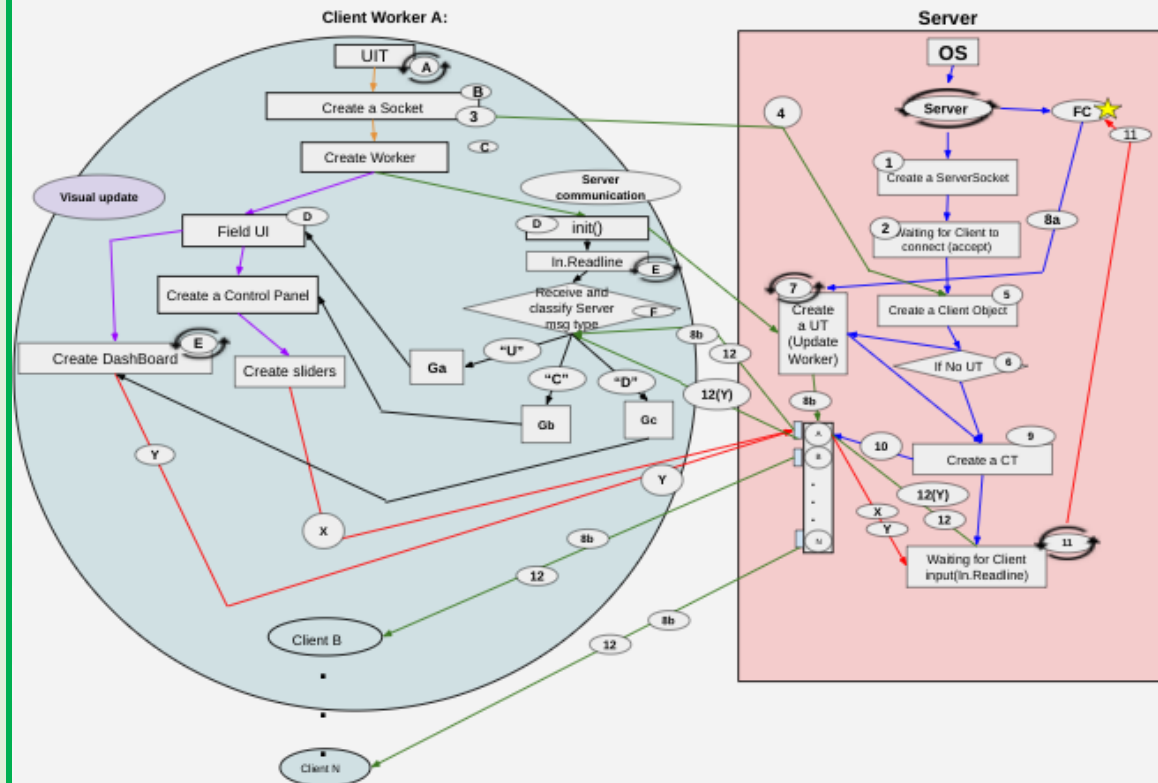 Client Worker A:
Server
UIT
A
OS
Create a Socket
B
3
4
Server
FC
11
Create Worker
C
1
Create a ServerSocket
Visual update
Server
communication
Field UI
D
D
init()
8a
2
Waiting for Client to
connect (accept)
In.Readline
E
Create a Control Panel
Receive and
classify Server
msg type
F
7
Create
a UT
(Update
Worker)
5
Create a Client Object
8b
12
Create DashBoard
E
Create sliders
"U"
Ga
"C"
"D"
12(Y)
If No UT
6
8b
Gb
Gc
A
10
9
Create a CT
B
Y
Y
X
12(Y)
12
X
Y
8b
N
11
Waiting for Client
input(In.Readline)
12
8b
Client B
12
Client N